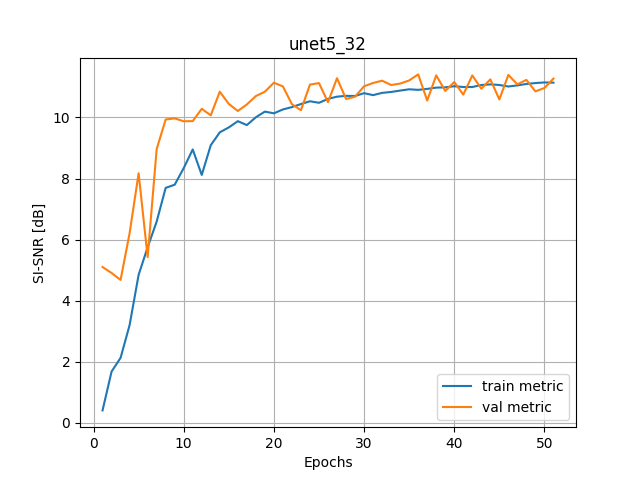 unet5_32
SI-SNR [dB]
10
8
6
4
2
0
0 10 20 30 40 50
Epochs
train metric
val metric